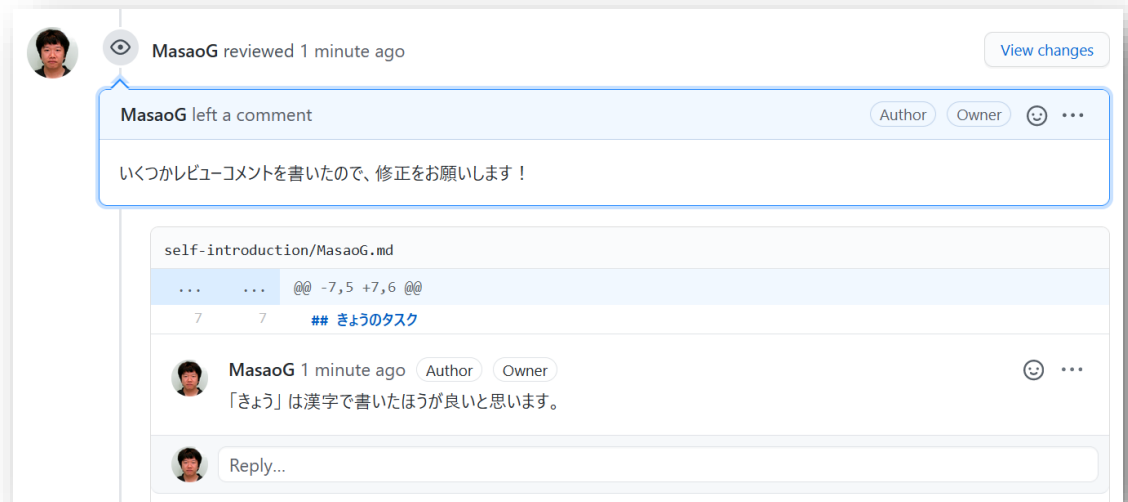 MasaoG reviewed 1 minute ago
View changes
MasaoG left a comment
Author
Owner
いくつかレビューコメントを書いたので、修正をお願いします！
self-introduction/MasaoG.md
... ... @@ -7,5 +7,6 @@
7 7 ## きょうのタスク
MasaoG 1 minute ago Author Owner
「きょう」は漢字で書いたほうが良いと思います。
Reply...